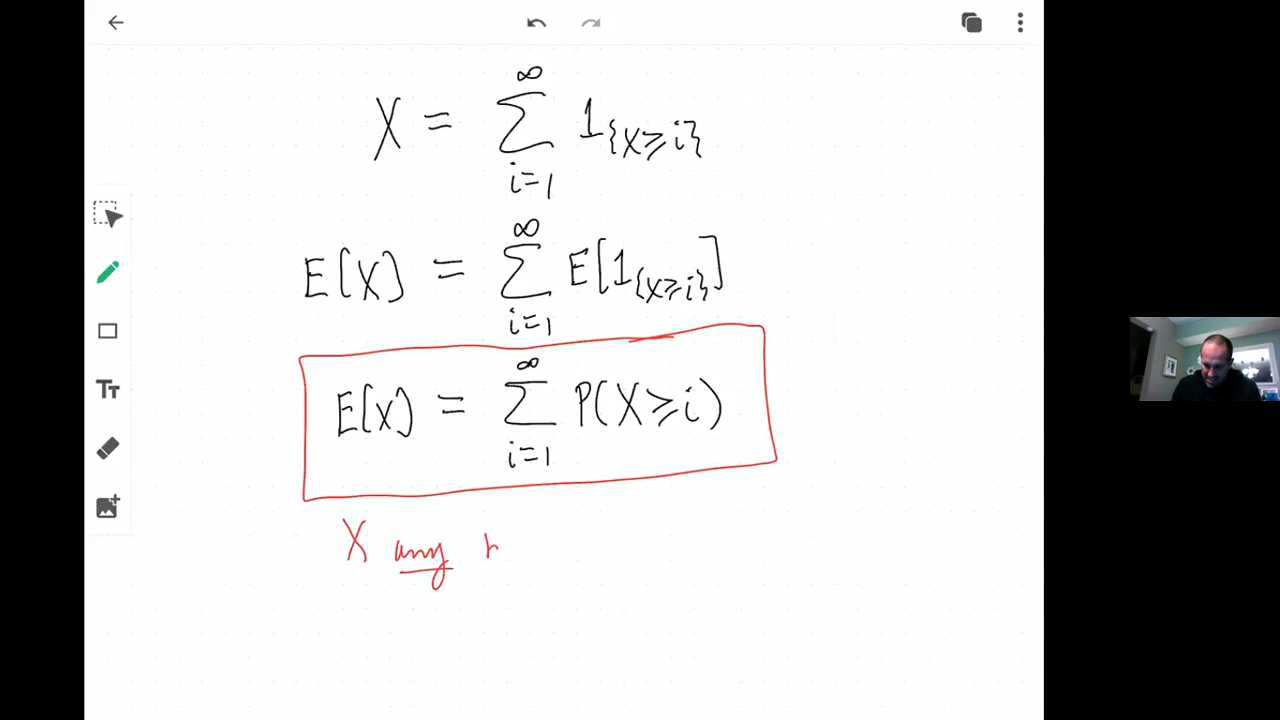 X = ∑_{i=1}^{∞} 1_{{X≥i}}
E[X] = ∑_{i=1}^{∞} E[1_{{X≥i}}]
E[X] = ∑_{i=1}^{∞} P(X≥i)
X any